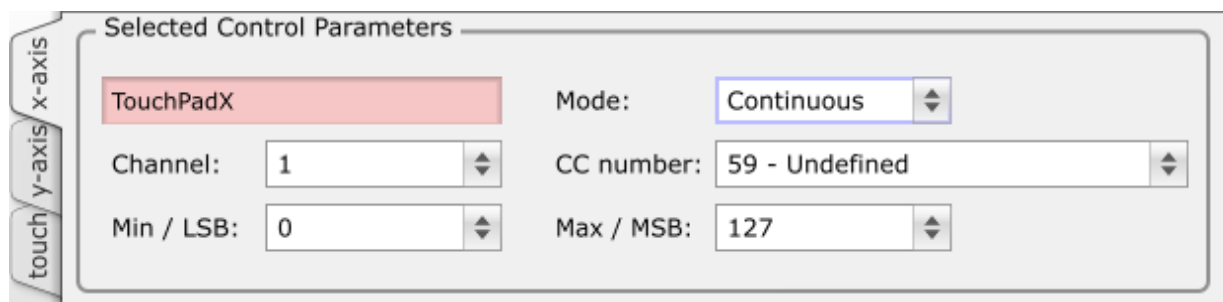 Selected Control Parameters
x-axis
y-axis
touch
TouchPadX
Mode: Continuous
Channel: 1
CC number: 59 - Undefined
Min / LSB: 0
Max / MSB: 127